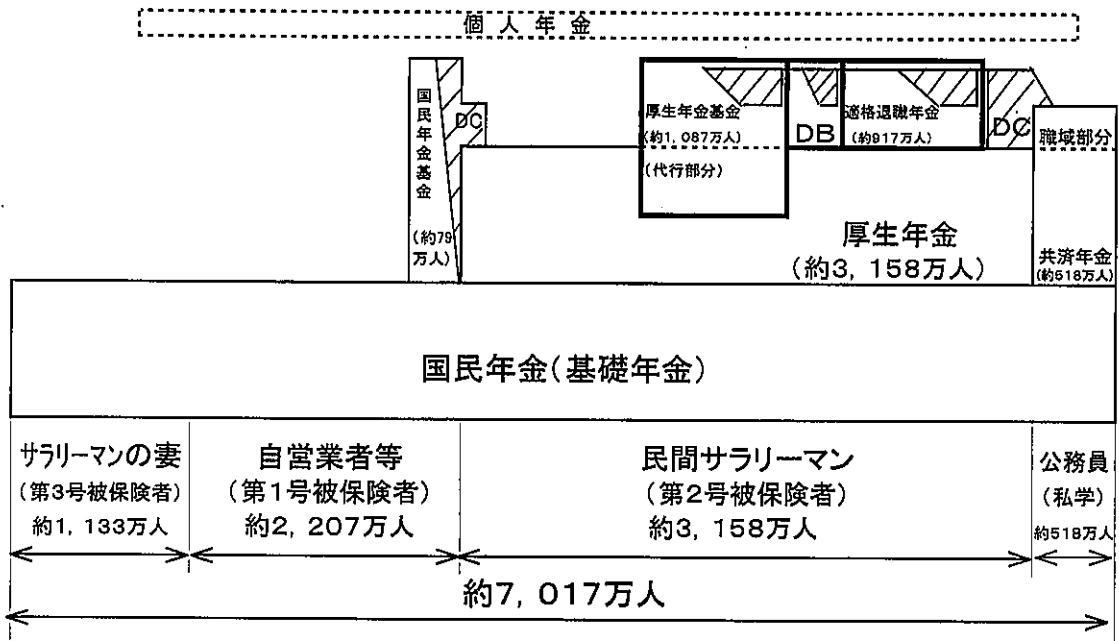 個人年金
国民年金基金
(約79
万人)
DC
厚生年金基金
(約1,087万人)
(代行部分)
DB
適格退職年金
(約917万人)
DC
職域部分
厚生年金
(約3,158万人)
共済年金
(約518万人)
国民年金(基礎年金)
サラリーマンの妻
(第3号被保険者)
約1,133万人
自営業者等
(第1号被保険者)
約2,207万人
民間サラリーマン
(第2号被保険者)
約3,158万人
公務員
(私学)
約518万人
約7,017万人